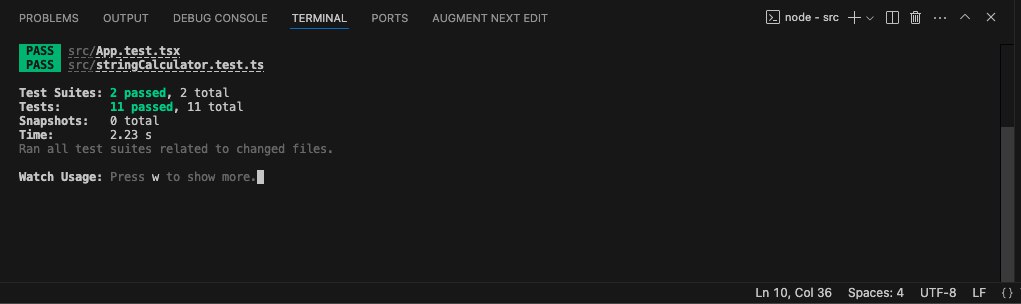 PROBLEMS OUTPUT DEBUG CONSOLE TERMINAL PORTS AUGMENT NEXT EDIT node - src
PASS src/App.test.tsx
PASS src/stringCalculator.test.ts
Test Suites: 2 passed, 2 total
Tests: 11 passed, 11 total
Snapshots: 0 total
Time: 2.23 s
Ran all test suites related to changed files.
Watch Usage: Press w to show more.
Ln 10, Col 36 Spaces: 4 UTF-8 LF {}